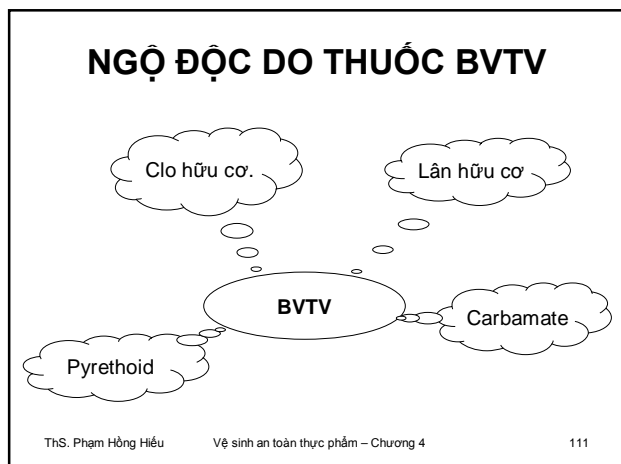 NGỘ ĐỘC DO THUỐC BVTV
Clo hữu cơ.
Lân hữu cơ
BVTV
Carbamate
Pyrethoid
ThS. Phạm Hồng Hiếu Vệ sinh an toàn thực phẩm – Chương 4 111